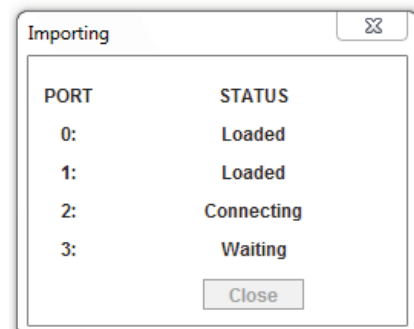 Importing
PORT STATUS
0: Loaded
1: Loaded
2: Connecting
3: Waiting
Close